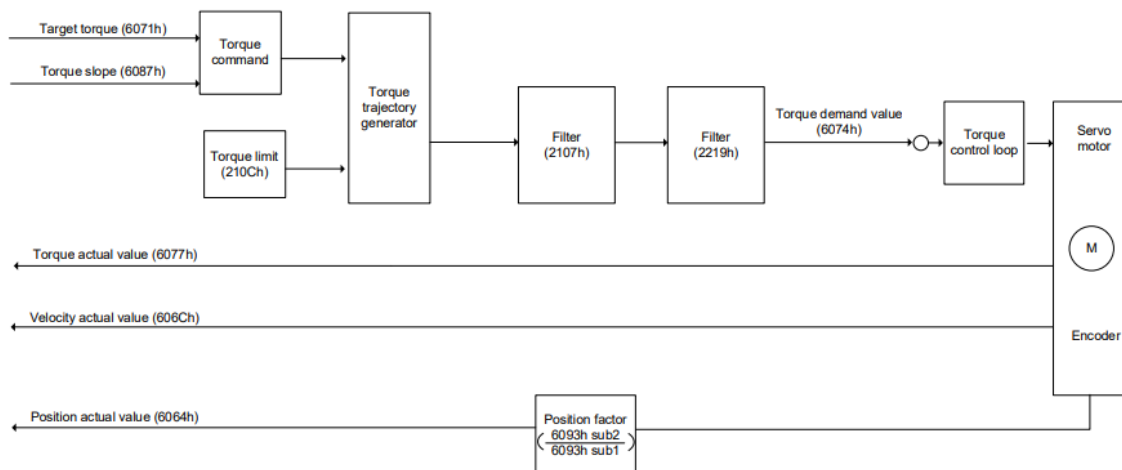 Target torque (6071h)
Torque slope (6087h)
Torque
command
Torque limit
(210Ch)
Torque
trajectory
generator
Filter
(2107h)
Filter
(2219h)
Torque demand value
(6074h)
Torque
control loop
Servo
motor
M
Encoder
Torque actual value (6077h)
Velocity actual value (606Ch)
Position actual value (6064h)
Position factor
( 6093h sub2 )
6093h sub1